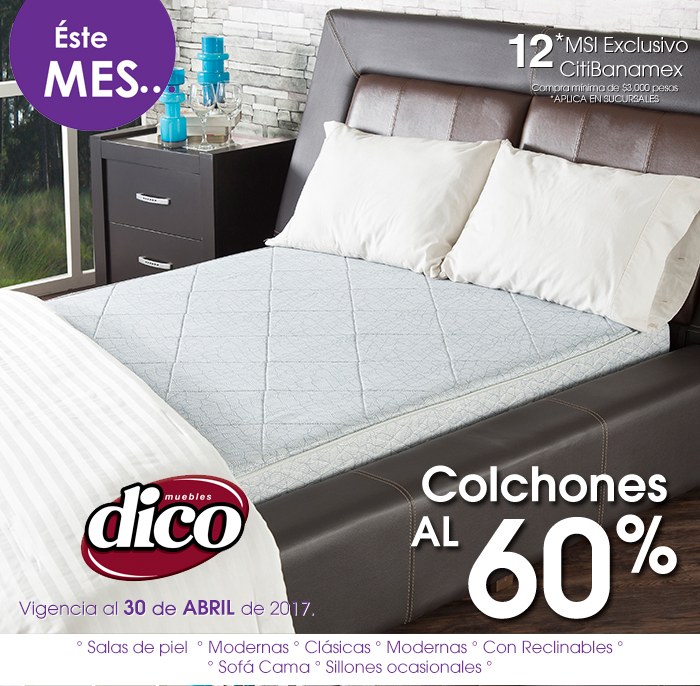 Éste
MES...
12*MSI Exclusivo
CitiBanamex
Compra mínima de $3,000 pesos
*APLICA EN SUCURSALES
muebles
dico
Colchones
AL 60%
Vigencia al 30 de ABRIL de 2017.
° Salas de piel ° Modernas ° Clásicas ° Modernas ° Con Reclinables °
° Sofá Cama ° Sillones ocasionales °